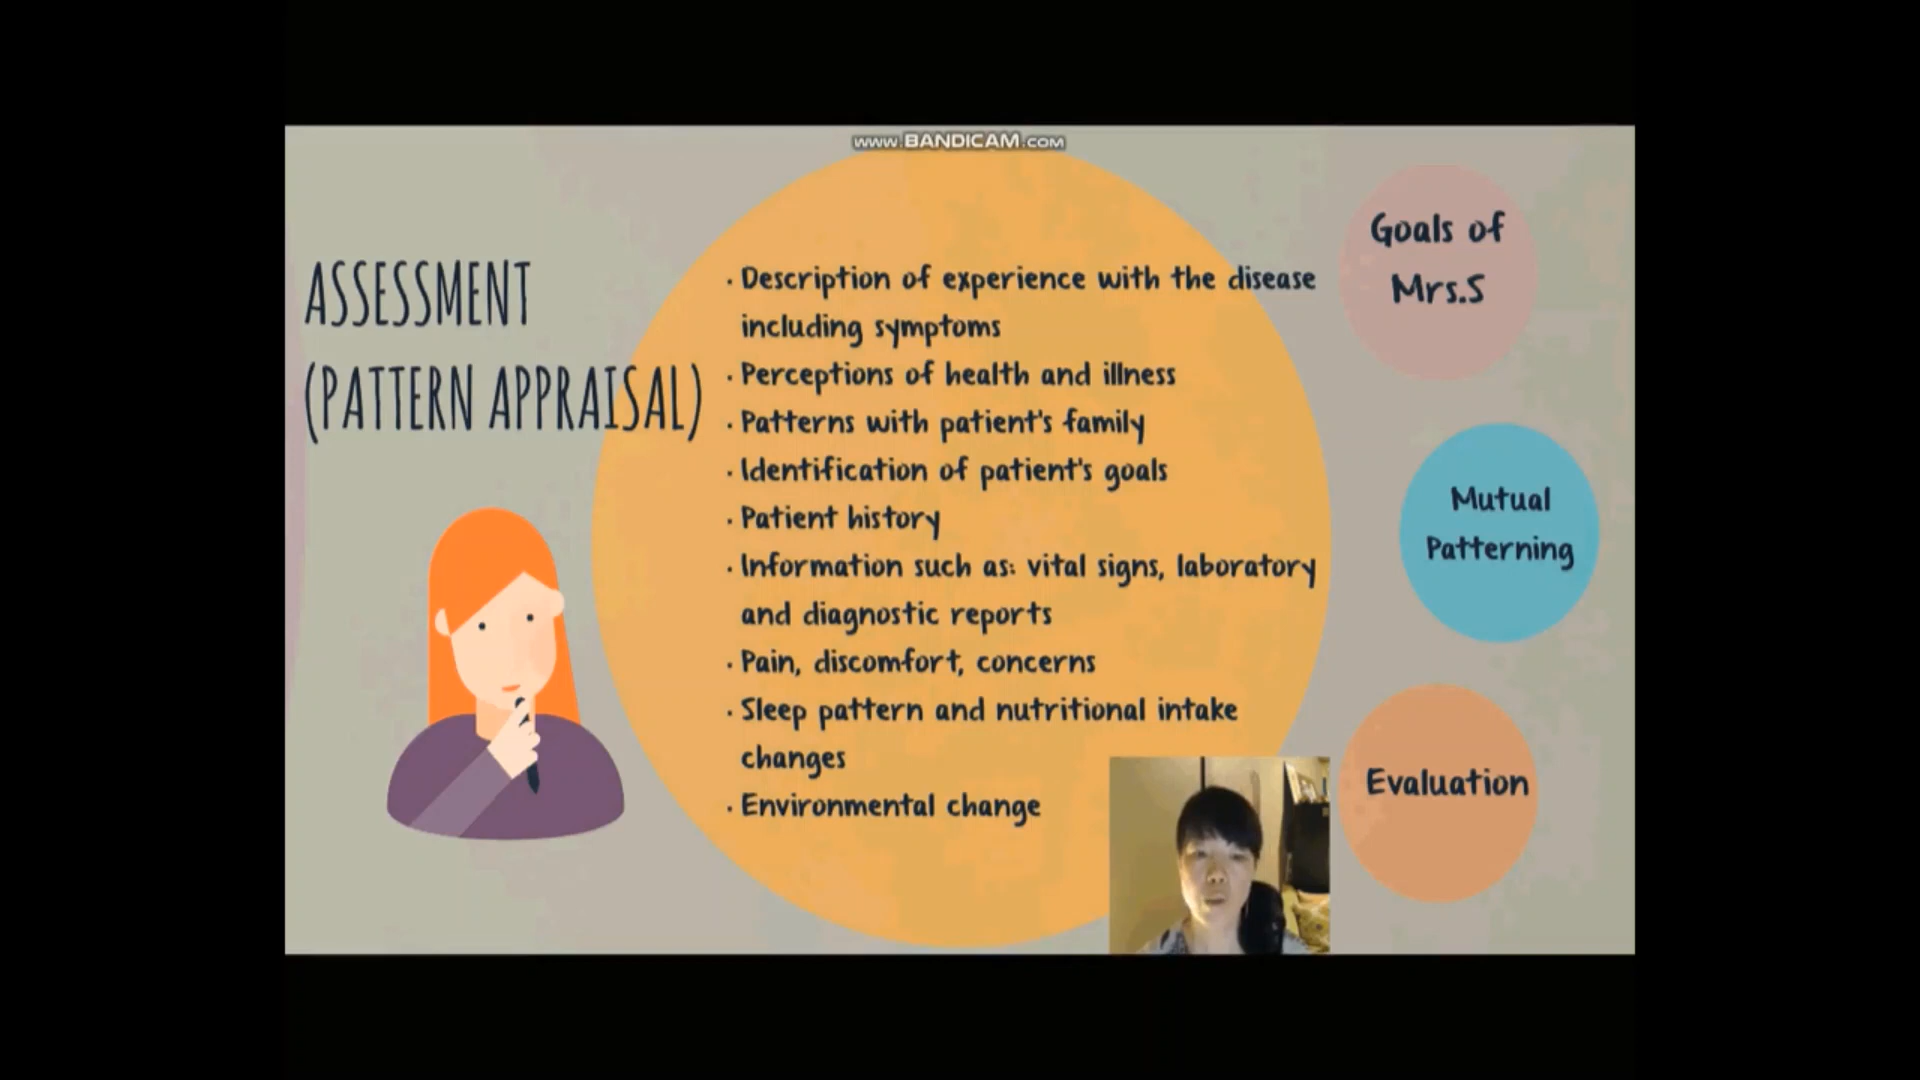 www.BANDICAM.com
ASSESSMENT
(PATTERN APPRAISAL)
· Description of experience with the disease
including symptoms
· Perceptions of health and illness
· Patterns with patient's family
· Identification of patient's goals
· Patient history
· Information such as: vital signs, laboratory
and diagnostic reports
· Pain, discomfort, concerns
· Sleep pattern and nutritional intake
changes
· Environmental change
Goals of
Mrs.S
Mutual
Patterning
Evaluation